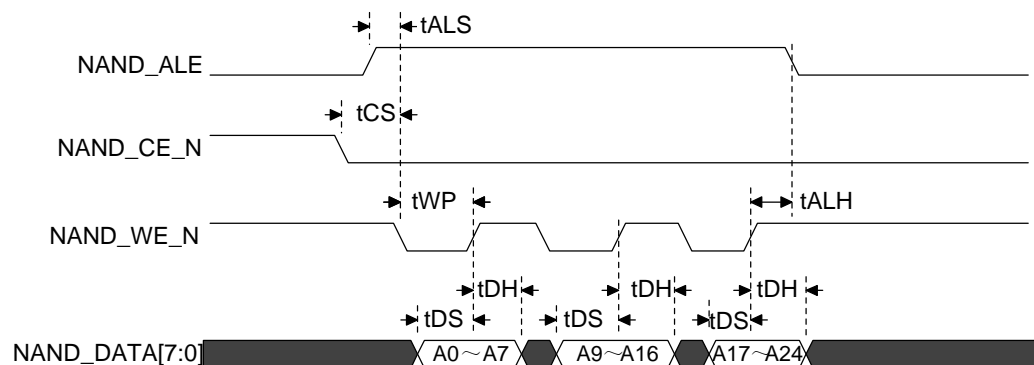 tALS
NAND_ALE
tCS
NAND_CE_N
tWP
tALH
NAND_WE_N
tDH tDH tDH
tDS tDS tDS
NAND_DATA[7:0] A0～A7 A9～A16 A17～A24